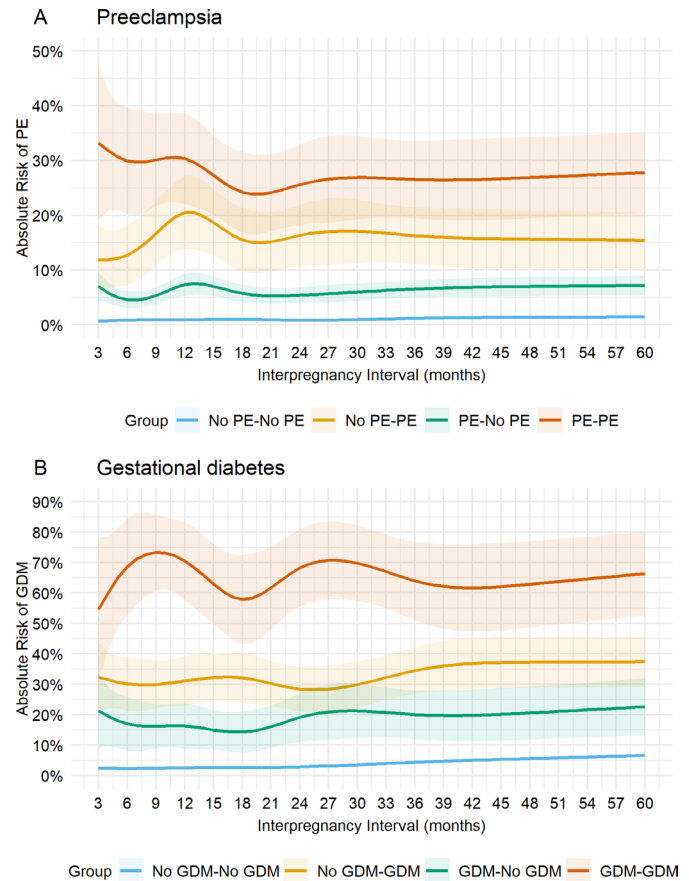 A Preeclampsia
50%
40%
30%
20%
10%
0%
Absolute Risk of PE
3 6 9 12 15 18 21 24 27 30 33 36 39 42 45 48 51 54 57 60
Interpregnancy Interval (months)
Group No PE-No PE No PE-PE PE-No PE PE-PE
B Gestational diabetes
90%
80%
70%
60%
50%
40%
30%
20%
10%
0%
Absolute Risk of GDM
3 6 9 12 15 18 21 24 27 30 33 36 39 42 45 48 51 54 57 60
Interpregnancy Interval (months)
Group No GDM-No GDM No GDM-GDM GDM-No GDM GDM-GDM